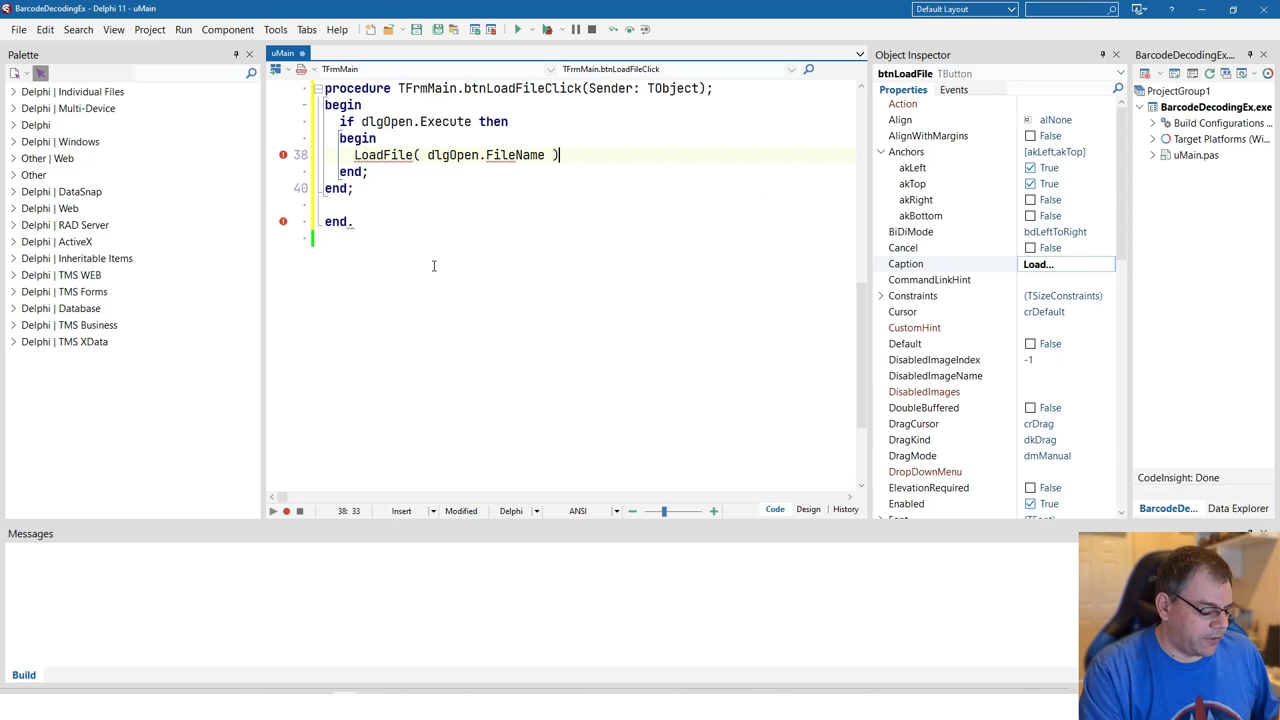 BarcodeDecodingEx - Delphi 11 - uMain
Default Layout
File Edit Search View Project Run Component Tools Tabs Help
Palette
Delphi | Individual Files
Delphi | Multi-Device
Delphi
Delphi | Windows
Other | Web
Other
Delphi | DataSnap
Delphi | Web
Delphi | RAD Server
Delphi | ActiveX
Delphi | Inheritable Items
Delphi | TMS WEB
Delphi | TMS Forms
Delphi | Database
Delphi | TMS Business
Delphi | TMS XData
uMain
TFrmMain
TFrmMain.btnLoadFileClick
procedure TFrmMain.btnLoadFileClick(Sender: TObject);
begin
if dlgOpen.Execute then
begin
38 LoadFile( dlgOpen.FileName )
end;
40 end;
end.
38: 33 Insert Modified Delphi ANSI Code Design History
Object Inspector
btnLoadFile TButton
Properties Events
Action
Align alNone
AlignWithMargins False
Anchors [akLeft,akTop]
akLeft True
akTop True
akRight False
akBottom False
BiDiMode bdLeftToRight
Cancel False
Caption Load...
CommandLinkHint
Constraints (TSizeConstraints)
Cursor crDefault
CustomHint
Default False
DisabledImageIndex -1
DisabledImageName
DisabledImages
DoubleBuffered False
DragCursor crDrag
DragKind dkDrag
DragMode dmManual
DropDownMenu
ElevationRequired False
Enabled True
BarcodeDecodingEx...
ProjectGroup1
BarcodeDecodingEx.exe
Build Configurations ...
Target Platforms (Win...
uMain.pas
CodeInsight: Done
BarcodeDe... Data Explorer
Messages
Build